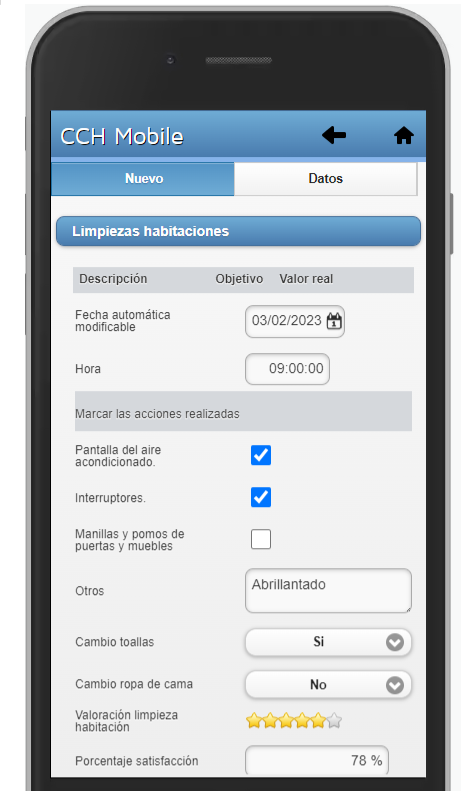 CCH Mobile
Nuevo Datos
Limpiezas habitaciones
Descripción Objetivo Valor real
Fecha automática
modificable
03/02/2023
Hora 09:00:00
Marcar las acciones realizadas
Pantalla del aire
acondicionado.
Interruptores.
Manillas y pomos de
puertas y muebles
Otros Abrillantado
Cambio toallas Si
Cambio ropa de cama No
Valoración limpieza
habitación
Porcentaje satisfacción 78 %